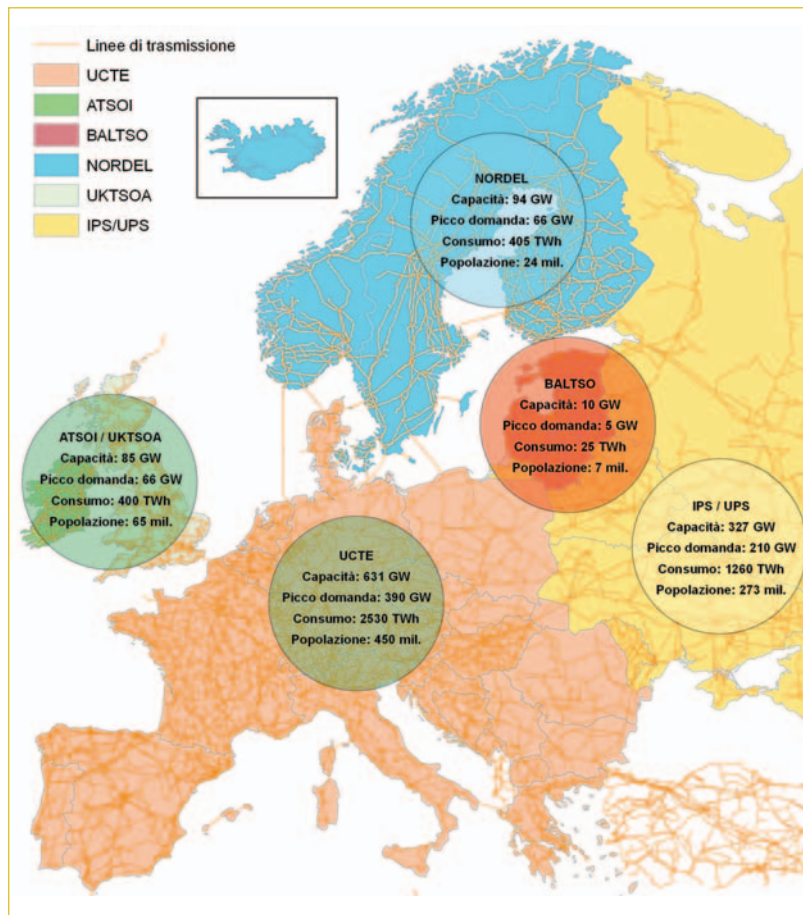 Linee di trasmissione
UCTE
ATSOI
BALTSO
NORDEL
UKTSOA
IPS/UPS
NORDEL
Capacità: 94 GW
Picco domanda: 66 GW
Consumo: 405 TWh
Popolazione: 24 mil.
BALTSO
Capacità: 10 GW
Picco domanda: 5 GW
Consumo: 25 TWh
Popolazione: 7 mil.
ATSOI / UKTSOA
Capacità: 85 GW
Picco domanda: 66 GW
Consumo: 400 TWh
Popolazione: 65 mil.
IPS / UPS
Capacità: 327 GW
Picco domanda: 210 GW
Consumo: 1260 TWh
Popolazione: 273 mil.
UCTE
Capacità: 631 GW
Picco domanda: 390 GW
Consumo: 2530 TWh
Popolazione: 450 mil.